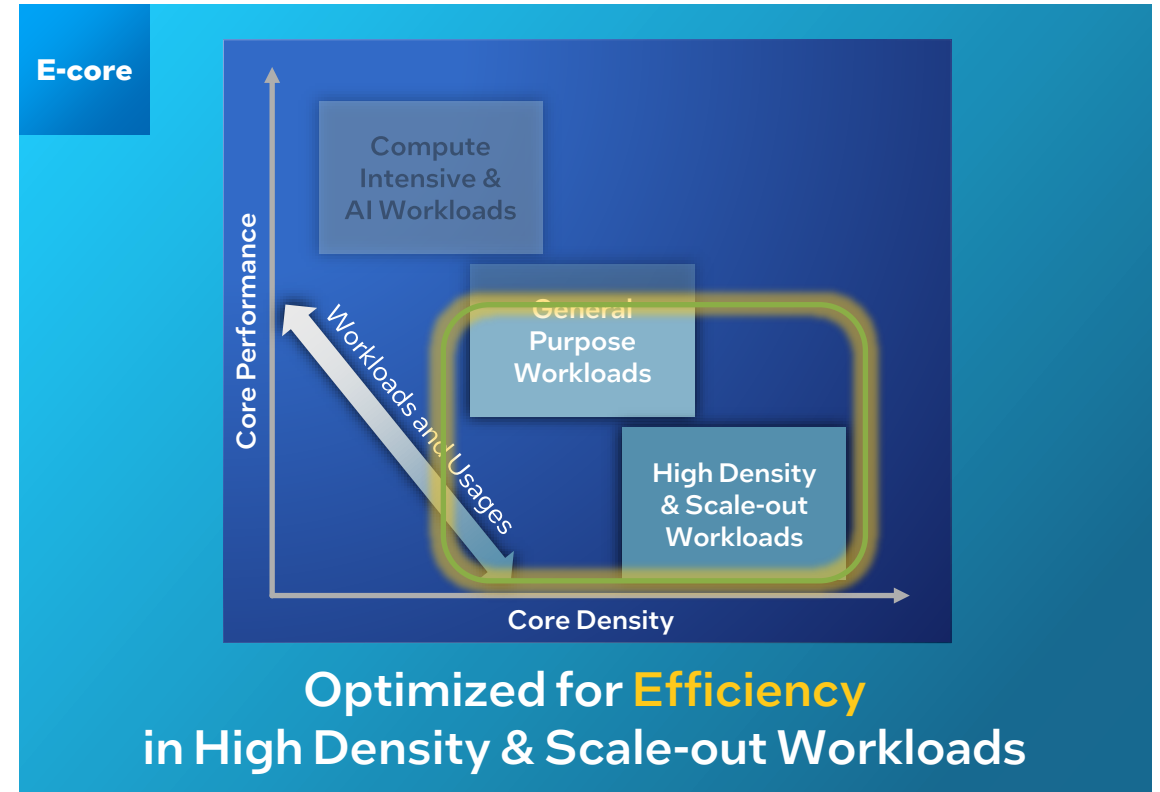 E-core
Compute
Intensive &
AI Workloads
General
Purpose
Workloads
High Density
& Scale-out
Workloads
Workloads and Usages
Core Performance
Core Density
Optimized for Efficiency
in High Density & Scale-out Workloads